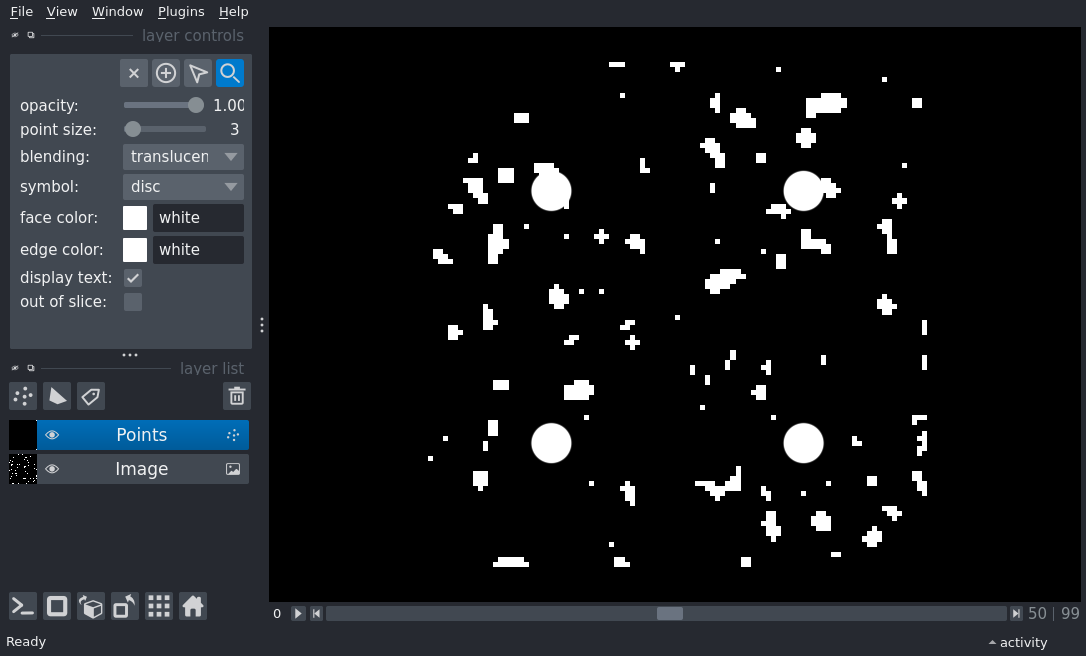 File View Window Plugins Help
layer controls
opacity: 1.00
point size: 3
blending: translucen
symbol: disc
face color: white
edge color: white
display text:
out of slice:
layer list
Points
Image
0 50 | 99
Ready activity